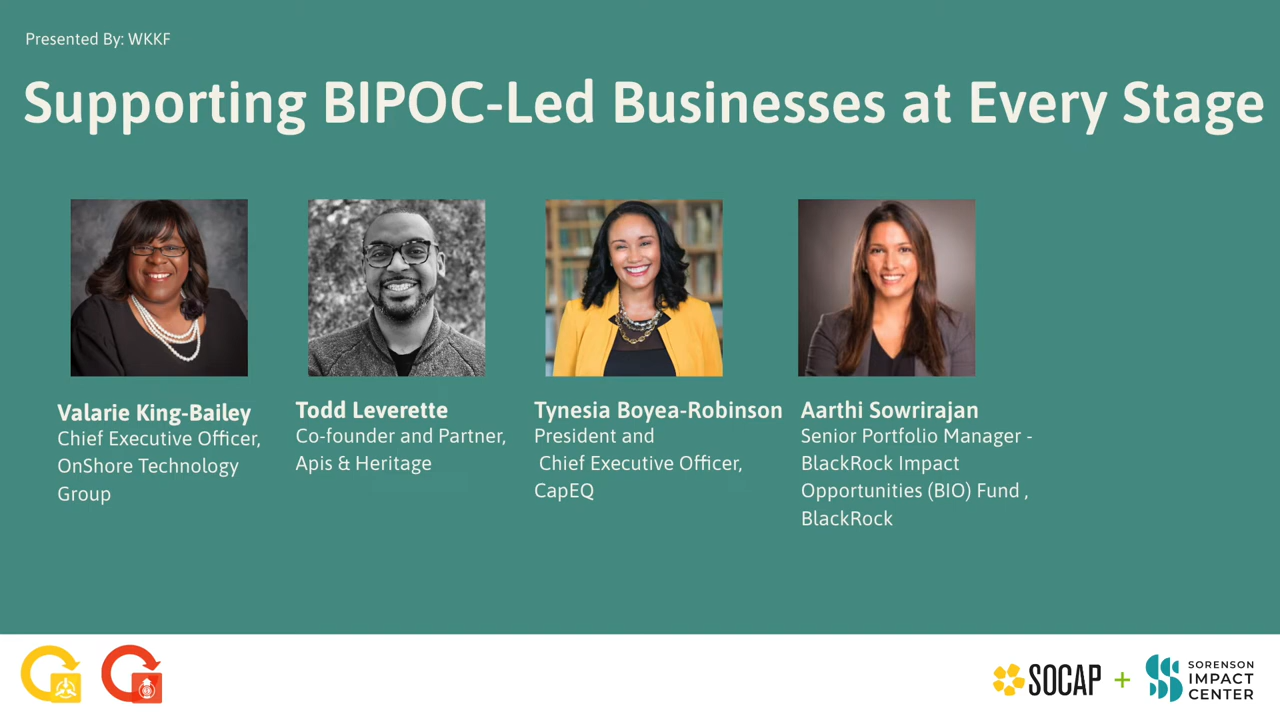 Presented By: WKKF
Supporting BIPOC-Led Businesses at Every Stage
Valarie King-Bailey
Chief Executive Officer,
OnShore Technology
Group
Todd Leverette
Co-founder and Partner,
Apis & Heritage
Tynesia Boyea-Robinson
President and
Chief Executive Officer,
CapEQ
Aarthi Sowrirajan
Senior Portfolio Manager -
BlackRock Impact
Opportunities (BIO) Fund ,
BlackRock
SOCAP +
SORENSON
IMPACT
CENTER